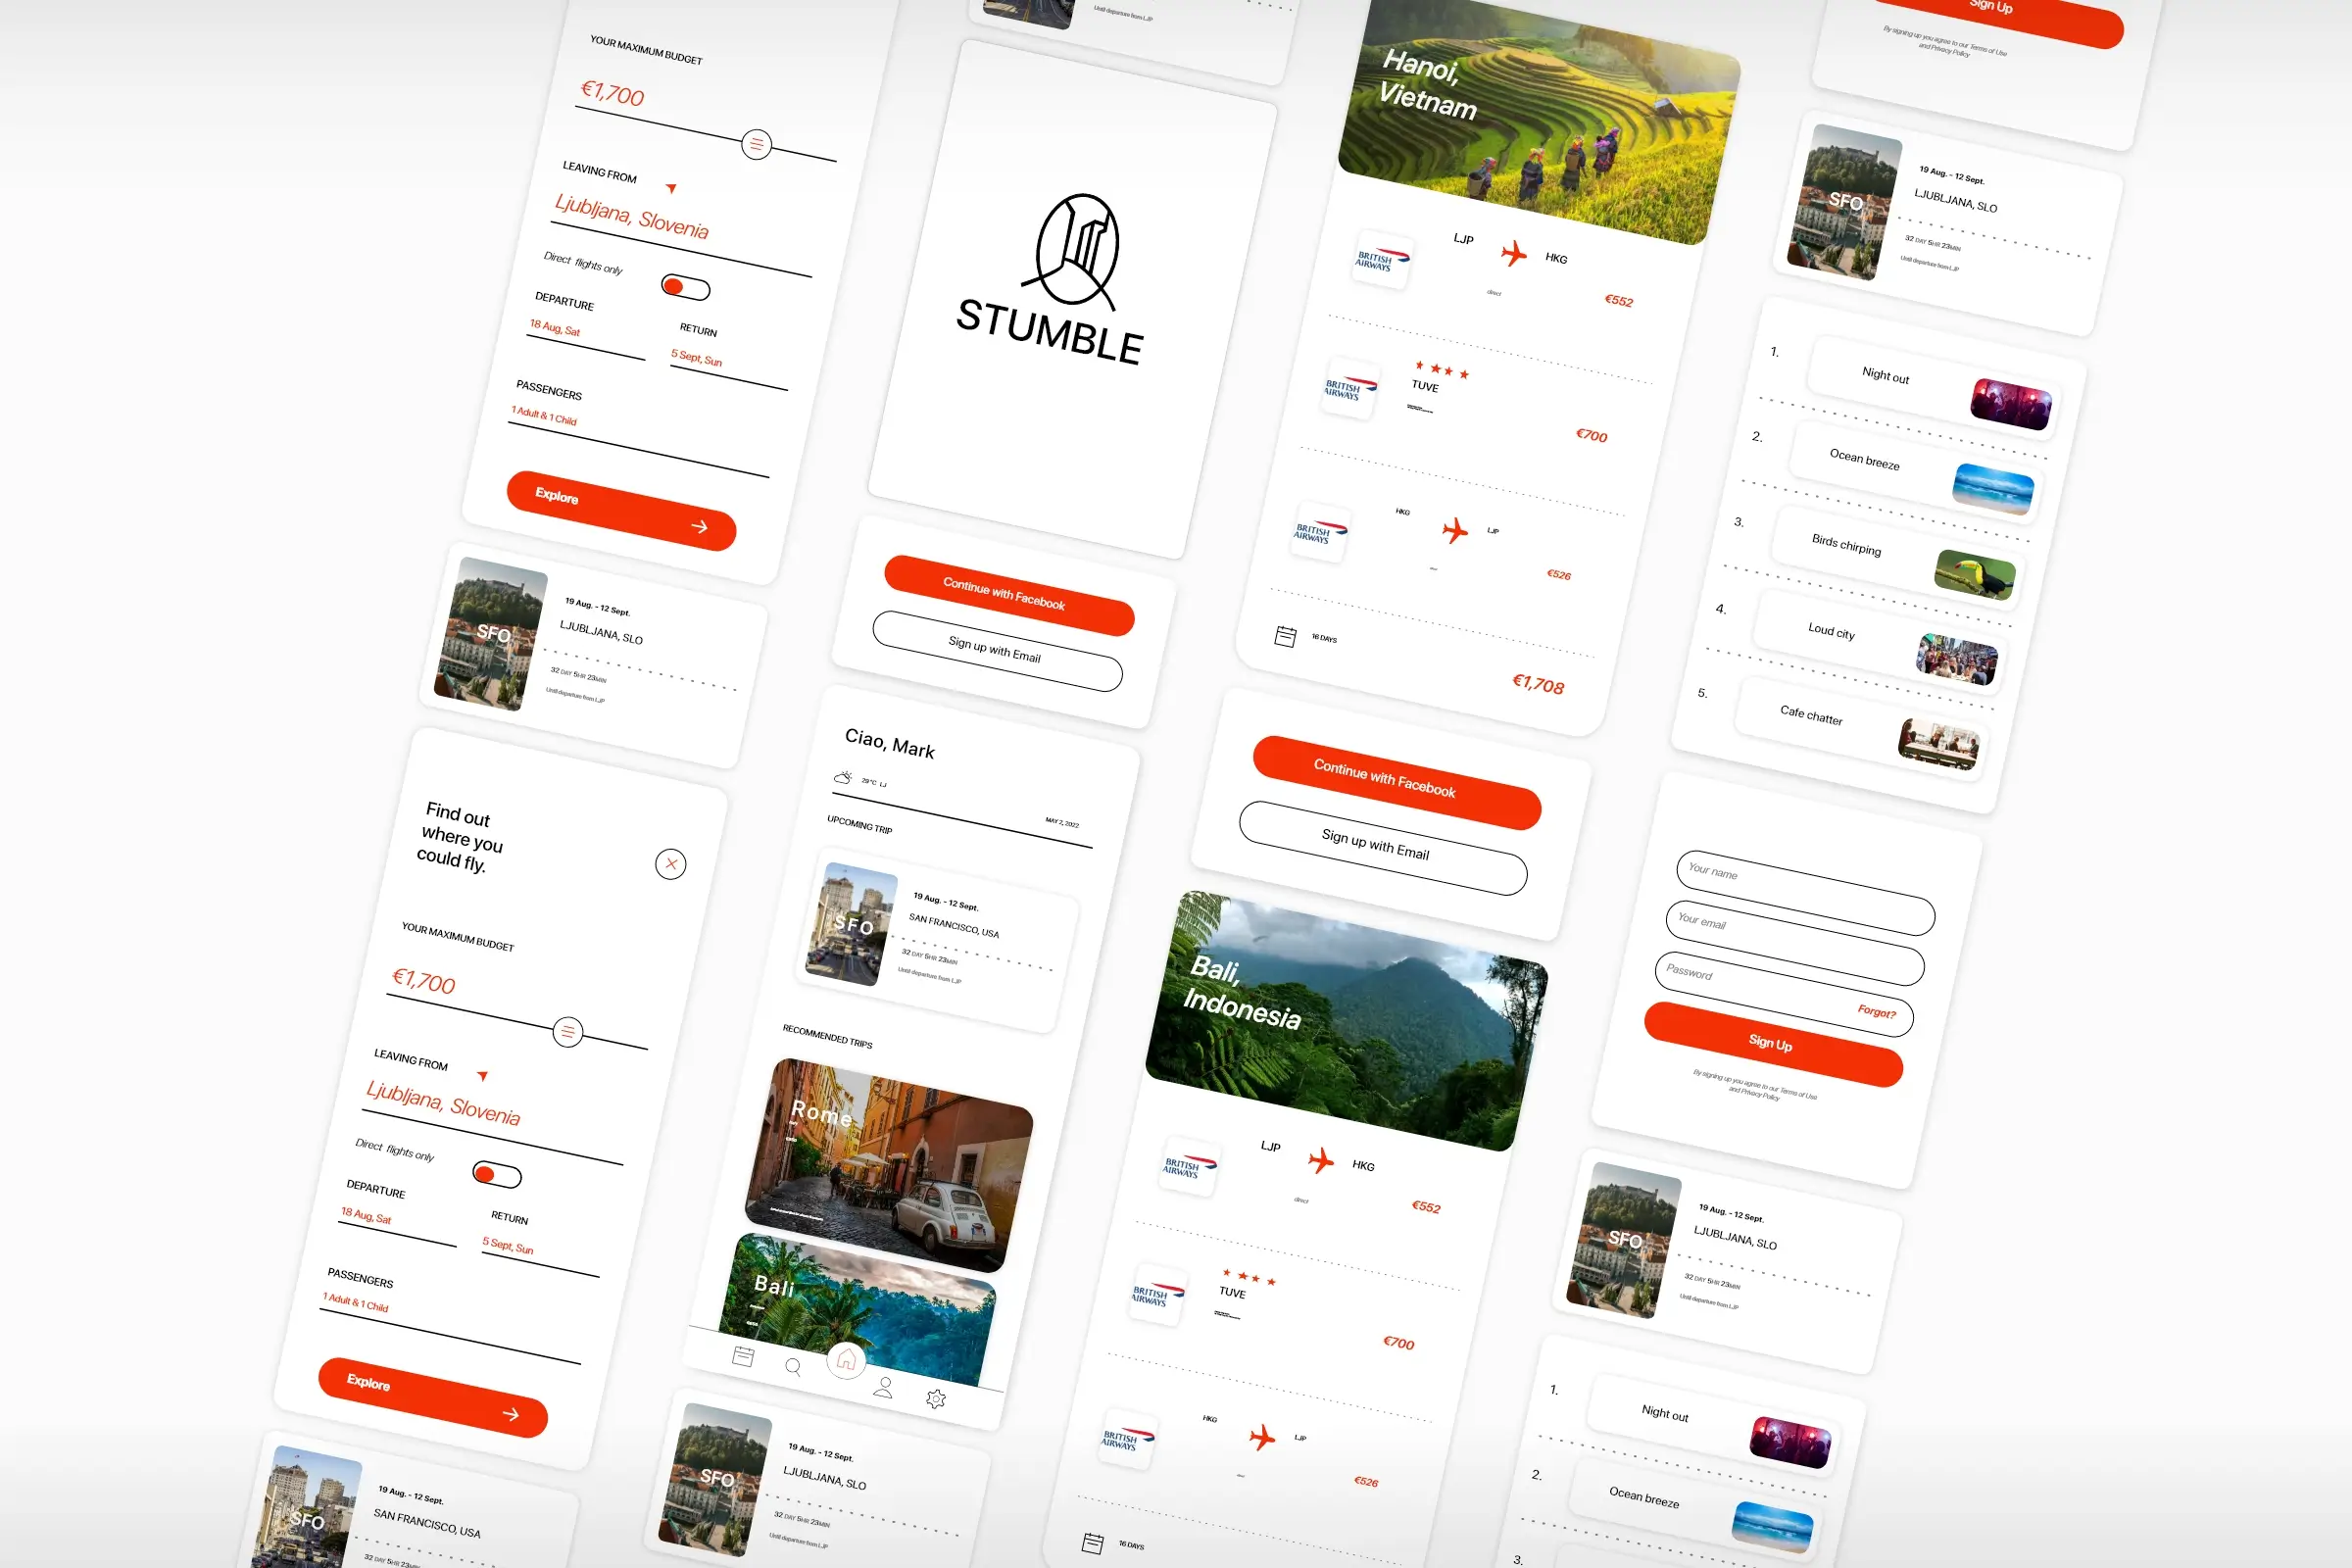 YOUR MAXIMUM BUDGET
€1,700
LEAVING FROM
Ljubljana, Slovenia
Direct flights only
DEPARTURE
18 Aug, Sat
RETURN
5 Sept, Sun
PASSENGERS
1 Adult & 1 Child
Explore
SFO
19 Aug. - 12 Sept.
LJUBLJANA, SLO
32 DAY 5HR 23MIN
Until departure from LJP
Find out
where you
could fly.
YOUR MAXIMUM BUDGET
€1,700
LEAVING FROM
Ljubljana, Slovenia
Direct flights only
DEPARTURE
18 Aug, Sat
RETURN
5 Sept, Sun
PASSENGERS
1 Adult & 1 Child
Explore
SFO
19 Aug. - 12 Sept.
SAN FRANCISCO, USA
32 DAY 5HR 23MIN
Until departure from LJP
STUMBLE
Continue with Facebook
Sign up with Email
Ciao, Mark
29°C LJ
MAY 2, 2022
UPCOMING TRIP
SFO
19 Aug. - 12 Sept.
SAN FRANCISCO, USA
32 DAY 5HR 23MIN
Until departure from LJP
RECOMMENDED TRIPS
Rome
Bali
SFO
19 Aug. - 12 Sept.
LJUBLJANA, SLO
32 DAY 5HR 23MIN
Until departure from LJP
Hanoi,
Vietnam
BRITISH
AIRWAYS
LJP
HKG
direct
€552
BRITISH
AIRWAYS
TUVE
€700
BRITISH
AIRWAYS
HKG
LJP
€526
16 DAYS
€1,708
Continue with Facebook
Sign up with Email
Bali,
Indonesia
BRITISH
AIRWAYS
LJP
HKG
direct
€552
BRITISH
AIRWAYS
TUVE
€700
BRITISH
AIRWAYS
HKG
LJP
€526
16 DAYS
Sign Up
By signing up you agree to our Terms of Use
and Privacy Policy
SFO
19 Aug. - 12 Sept.
LJUBLJANA, SLO
32 DAY 5HR 23MIN
Until departure from LJP
1. Night out
2. Ocean breeze
3. Birds chirping
4. Loud city
5. Cafe chatter
Your name
Your email
Password
Forgot?
Sign Up
By signing up you agree to our Terms of Use
and Privacy Policy
SFO
19 Aug. - 12 Sept.
LJUBLJANA, SLO
32 DAY 5HR 23MIN
Until departure from LJP
1. Night out
2. Ocean breeze
3.